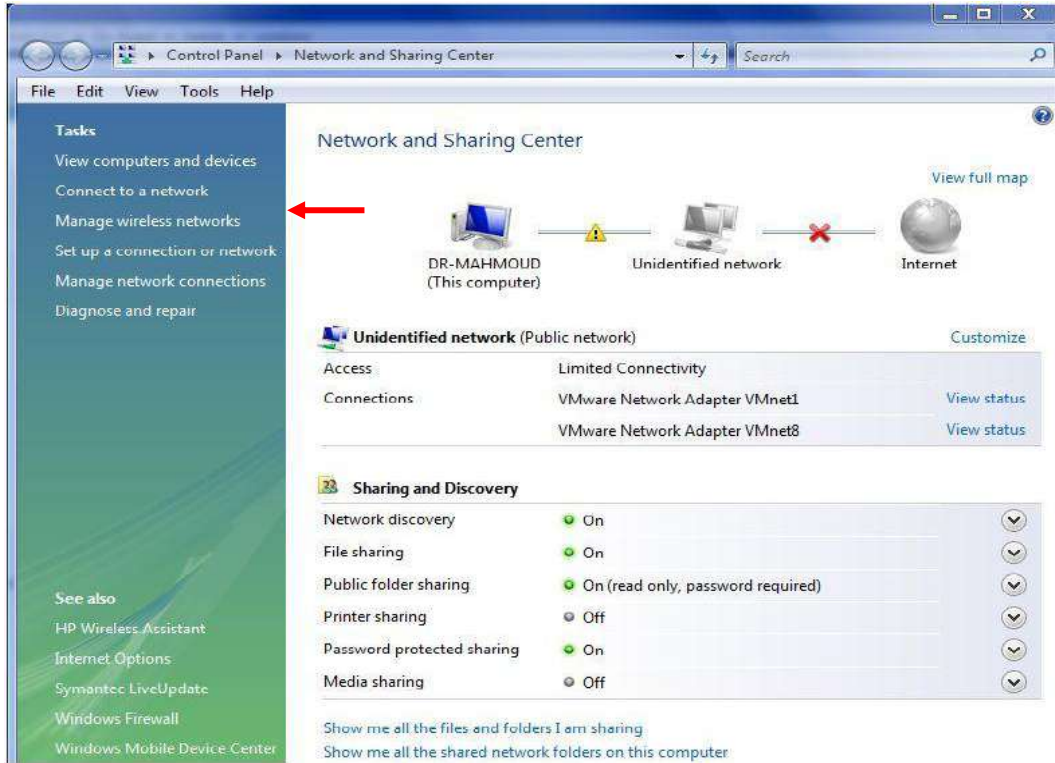 Control Panel Network and Sharing Center
Search
File Edit View Tools Help
Tasks
View computers and devices
Connect to a network
Manage wireless networks
Set up a connection or network
Manage network connections
Diagnose and repair
See also
HP Wireless Assistant
Internet Options
Symantec LiveUpdate
Windows Firewall
Windows Mobile Device Center
Network and Sharing Center
View full map
DR-MAHMOUD
(This computer)
Unidentified network
Internet
Unidentified network (Public network) Customize
Access Limited Connectivity
Connections VMware Network Adapter VMnet1 View status
VMware Network Adapter VMnet8 View status
Sharing and Discovery
Network discovery On
File sharing On
Public folder sharing On (read only, password required)
Printer sharing Off
Password protected sharing On
Media sharing Off
Show me all the files and folders I am sharing
Show me all the shared network folders on this computer